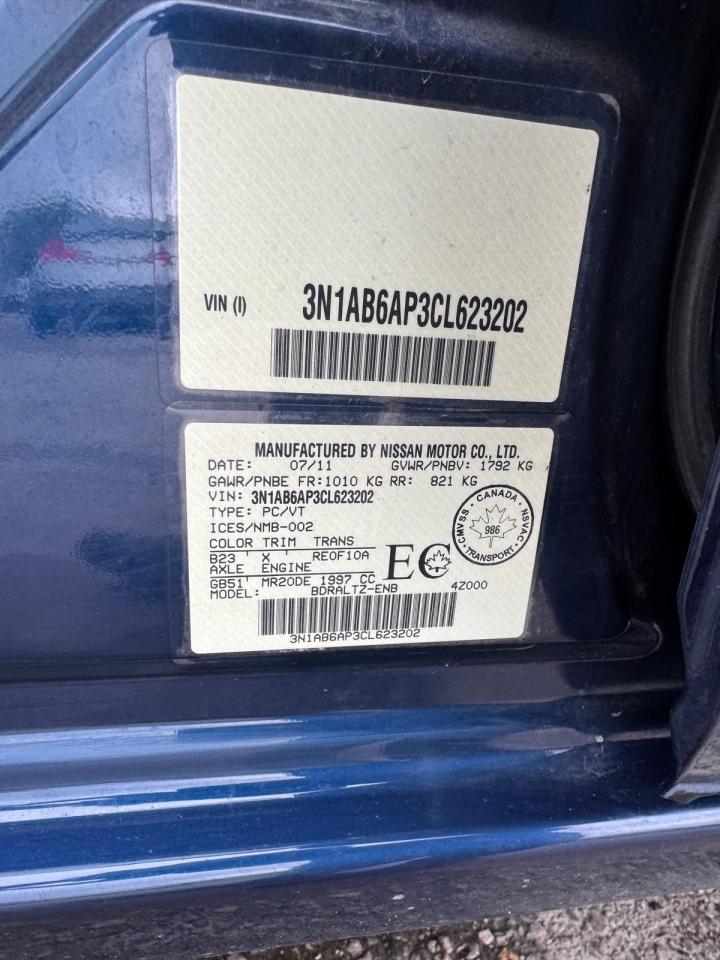 VIN (I) 3N1AB6AP3CL623202
MANUFACTURED BY NISSAN MOTOR CO., LTD.
DATE: 07/11 GVWR/PNBV: 1792 KG
GAWR/PNBE FR:1010 KG RR: 821 KG
VIN: 3N1AB6AP3CL623202
TYPE: PC/VT
ICES/NMB-002
COLOR TRIM TRANS
B23 ' X ' RE0F10A
AXLE ENGINE
GB51' MR20DE 1997 CC
MODEL: BDRALTZ-ENB 4Z000
3N1AB6AP3CL623202
EC
CANADA
CMVSS NSVAC
986
TRANSPORT